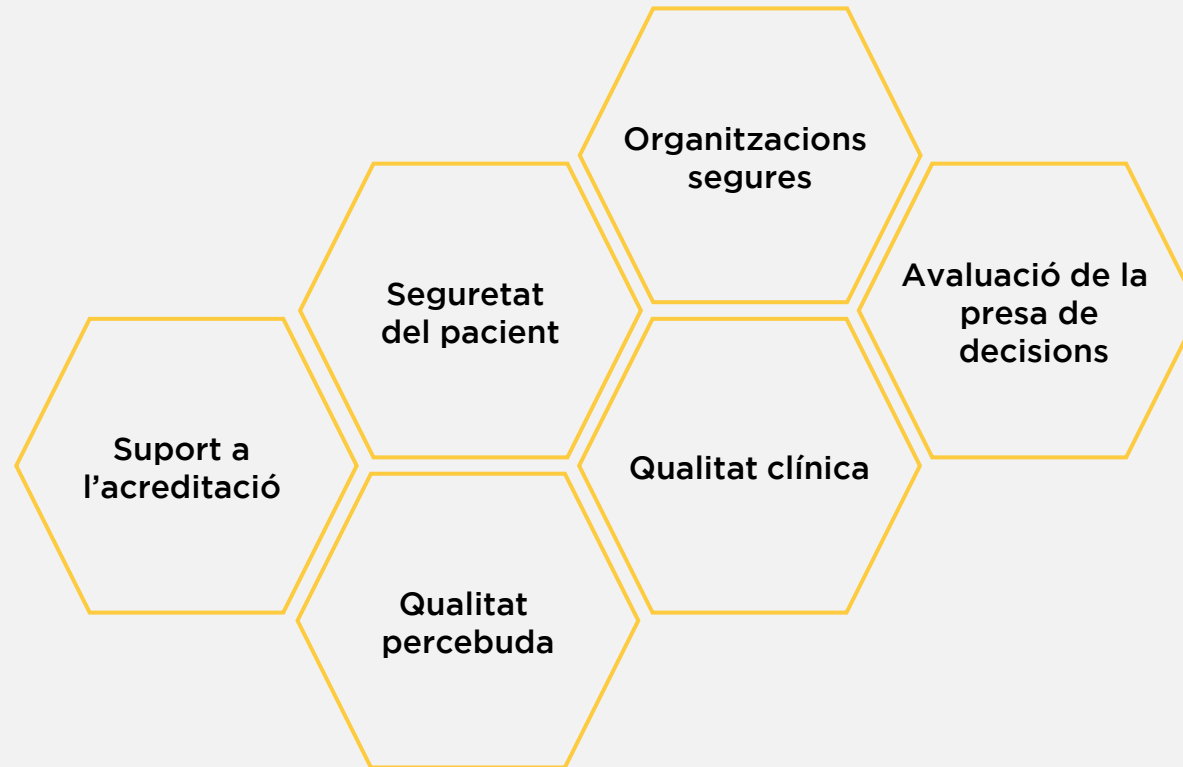 Organitzacions
segures
Seguretat
del pacient
Avaluació de la
presa de
decisions
Suport a
l’acreditació
Qualitat clínica
Qualitat
percebuda